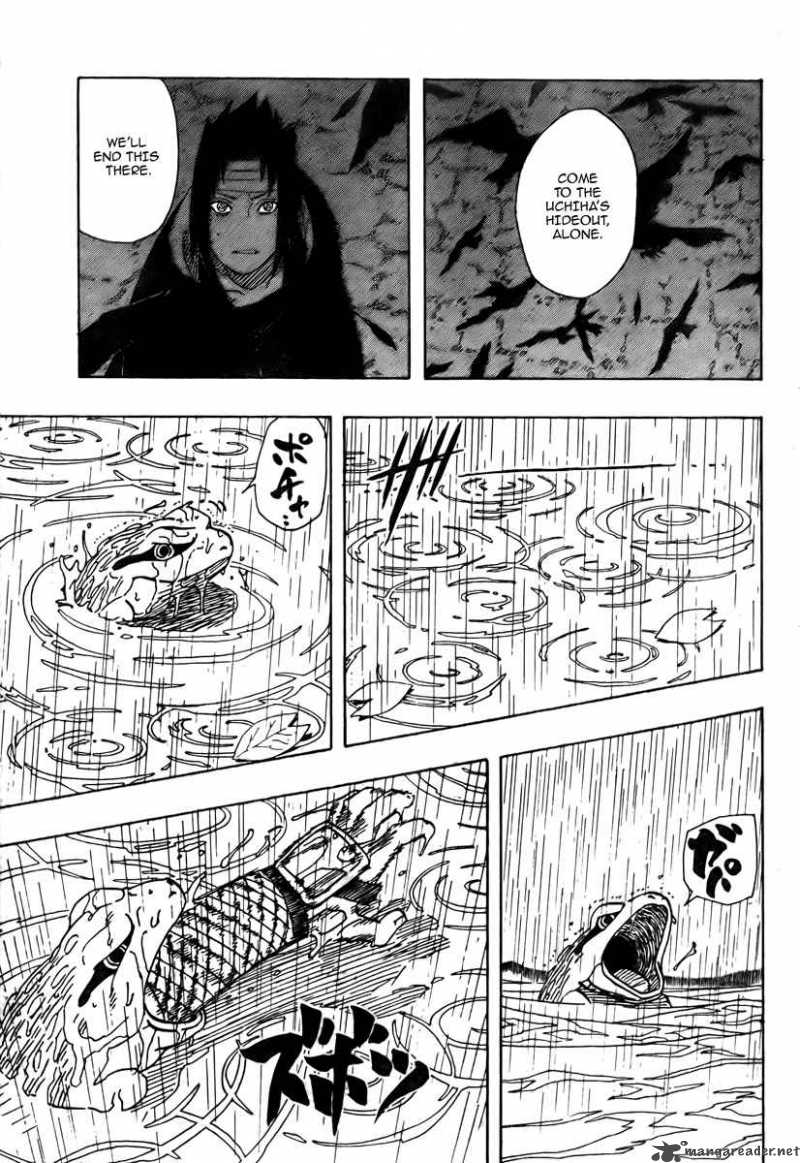 COME
TO THE
UCHIHA'S
HIDEOUT,
ALONE.
WE'LL
END THIS
THERE.
ポチャ…
ガパ
ズボッ
mangareader.net